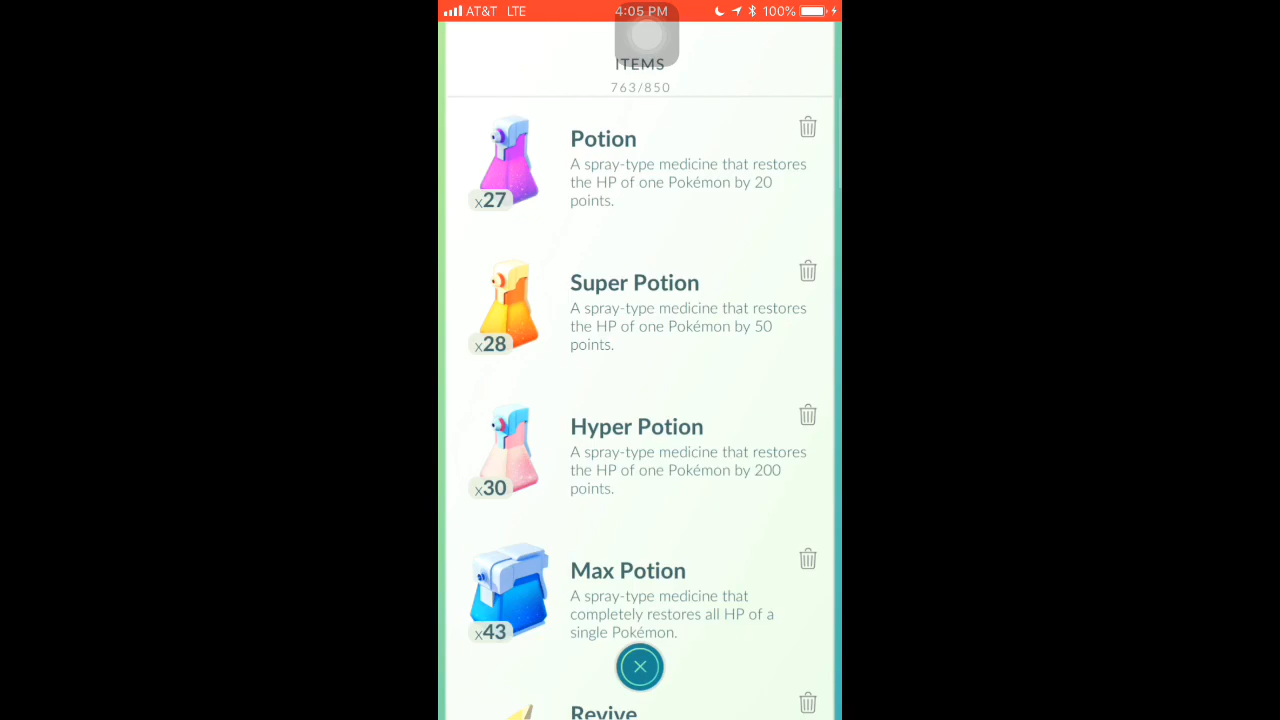 AT&T LTE 4:05 PM 100%
ITEMS
763/850
Potion
A spray-type medicine that restores
the HP of one Pokémon by 20
points.
x27
Super Potion
A spray-type medicine that restores
the HP of one Pokémon by 50
points.
x28
Hyper Potion
A spray-type medicine that restores
the HP of one Pokémon by 200
points.
x30
Max Potion
A spray-type medicine that
completely restores all HP of a
single Pokémon.
x43
Revive